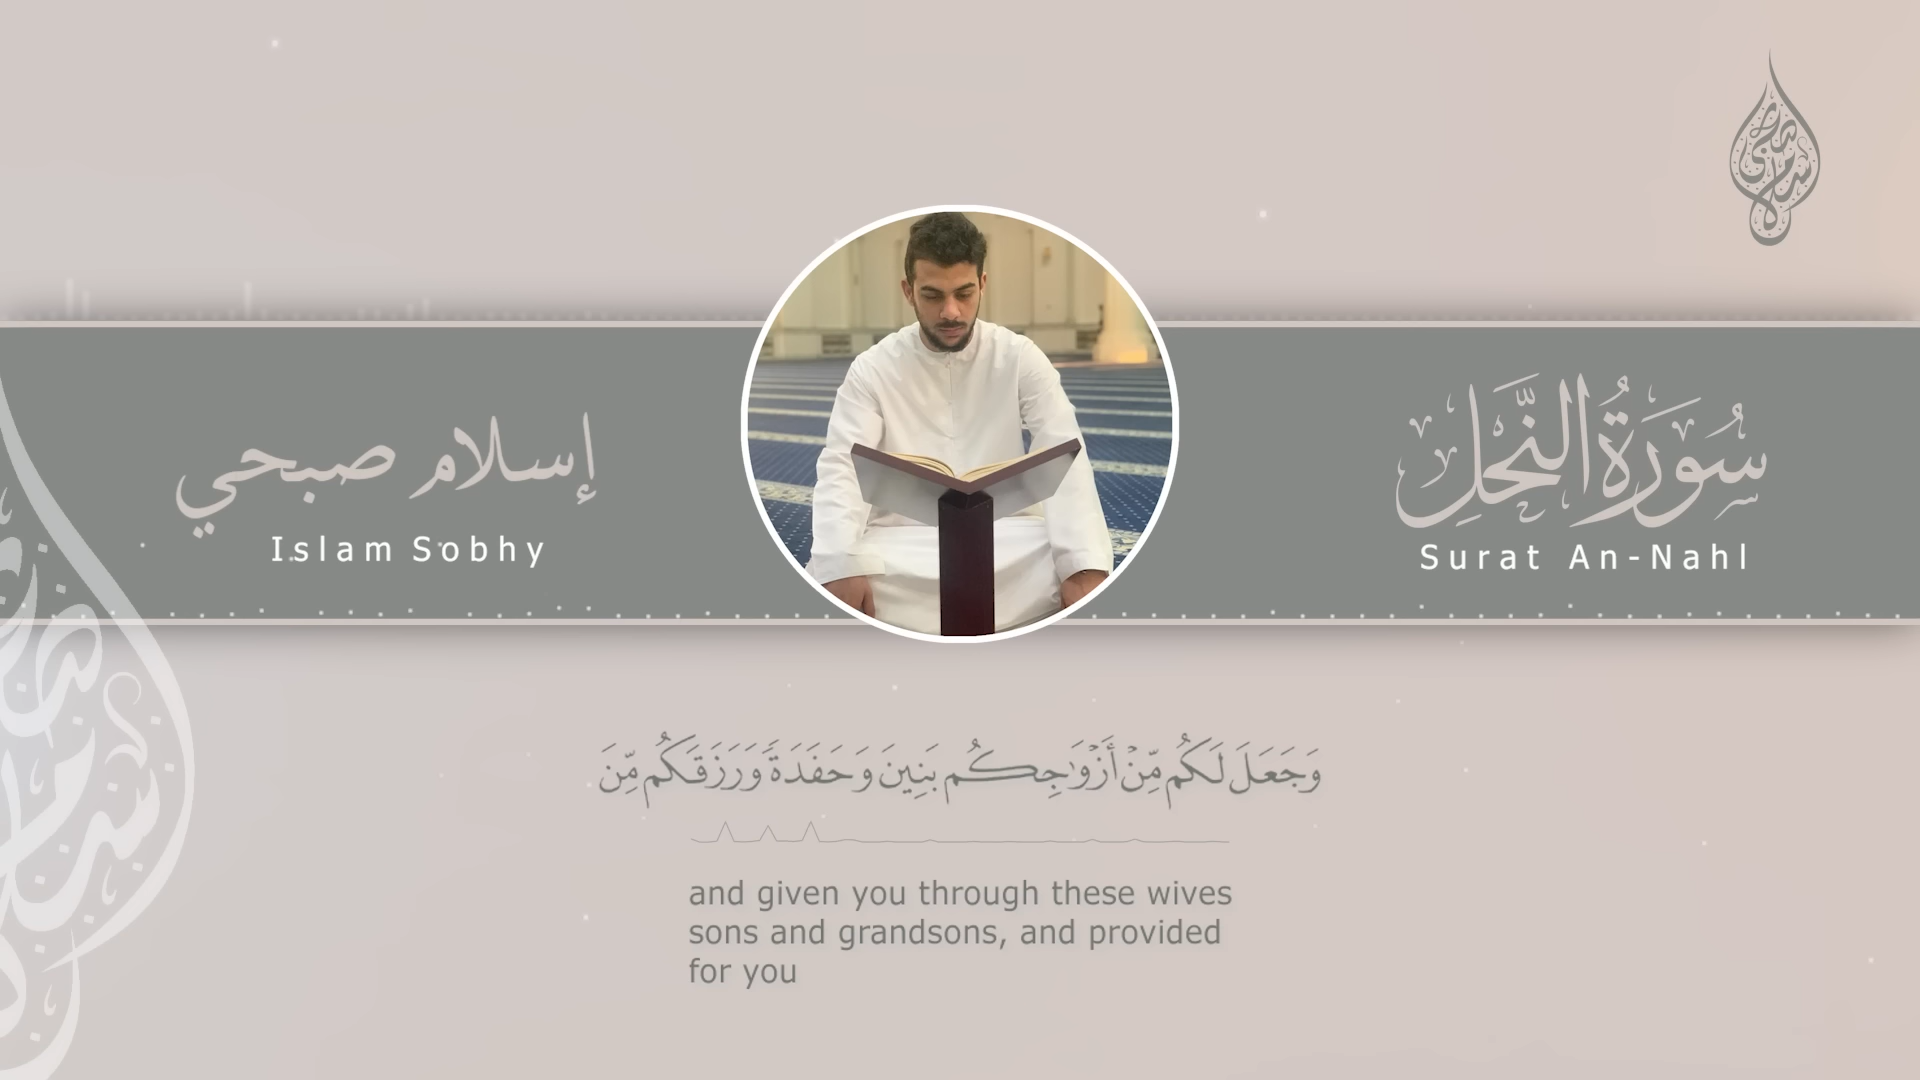 إسلام صبحي
Islam Sobhy
سُورَةُ النَّحلِ
Surat An-Nahl
وَجَعَلَ لَكُم مِّنۡ أَزۡوَٰجِكُم بَنِينَ وَحَفَدَةٗ وَرَزَقَكُم مِّنَ
and given you through these wives
sons and grandsons, and provided
for you